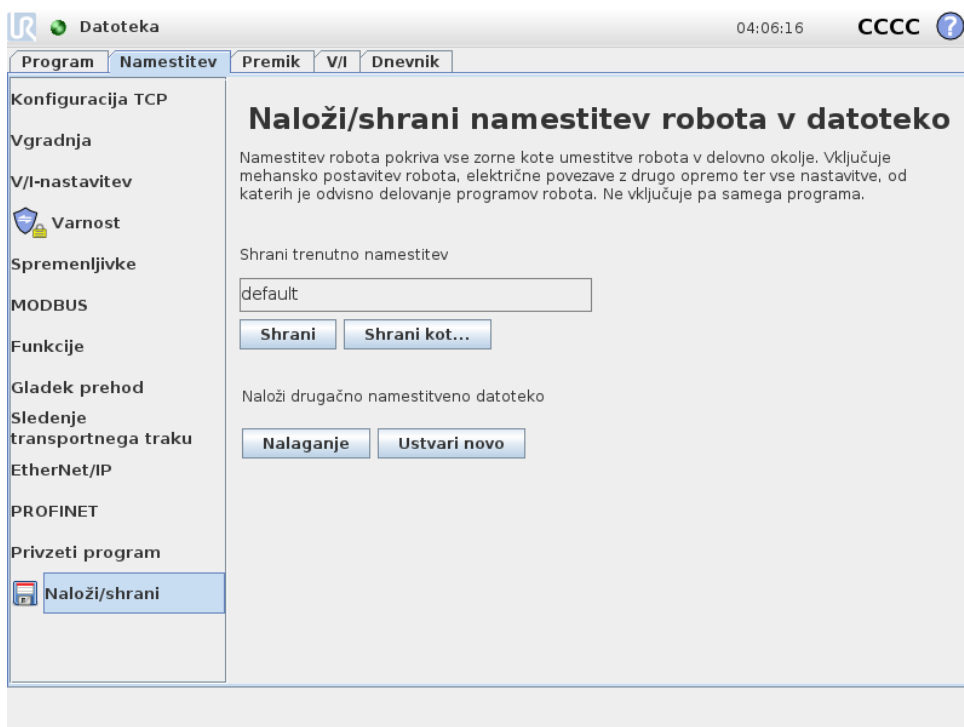 UR Datoteka 04:06:16 CCCC ?
Program Namestitev Premik V/I Dnevnik
Konfiguracija TCP
Vgradnja
V/I-nastavitev
Varnost
Spremenljivke
MODBUS
Funkcije
Gladek prehod
Sledenje
transportnega traku
EtherNet/IP
PROFINET
Privzeti program
Naloži/shrani
Naloži/shrani namestitev robota v datoteko
Namestitev robota pokriva vse zorne kote umestitve robota v delovno okolje. Vključuje
mehansko postavitev robota, električne povezave z drugo opremo ter vse nastavitve, od
katerih je odvisno delovanje programov robota. Ne vključuje pa samega programa.
Shrani trenutno namestitev
default
Shrani Shrani kot...
Naloži drugačno namestitveno datoteko
Nalaganje Ustvari novo